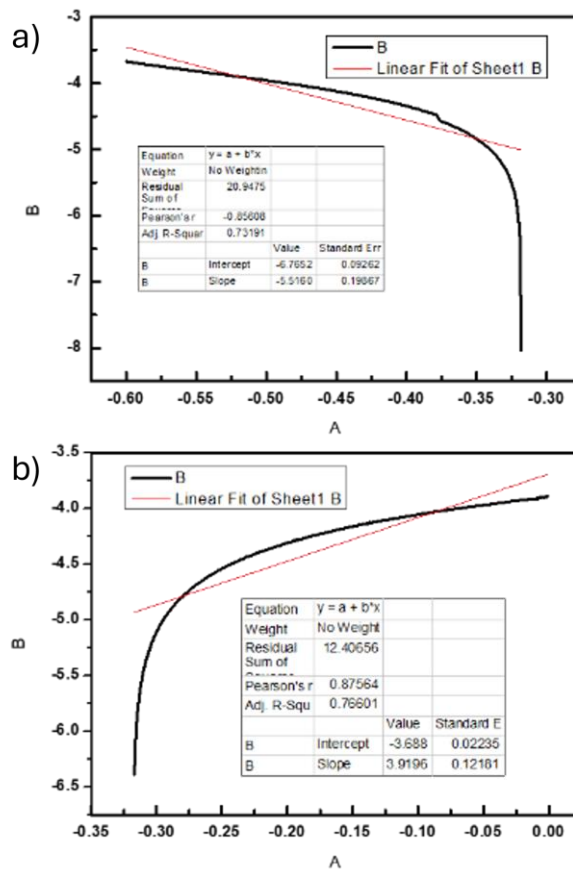 a)
-3
-4
-5
-6
-7
-8
B
B
Linear Fit of Sheet1 B
Equation y = a + b*x
Weight No Weightin
Residual 20.9475
Sum of
Pearson's r -0.85608
Adj. R-Squar 0.73191
Value Standard Err
B Intercept -6.7652 0.09262
B Slope -5.5160 0.19867
-0.60 -0.55 -0.50 -0.45 -0.40 -0.35 -0.30
A
b)
-3.5
-4.0
-4.5
-5.0
-5.5
-6.0
-6.5
B
B
Linear Fit of Sheet1 B
Equation y = a + b*x
Weight No Weight
Residual 12.40656
Sum of
Pearson's r 0.87564
Adj. R-Squ 0.76601
Value Standard E
B Intercept -3.688 0.02235
B Slope 3.9196 0.12181
-0.35 -0.30 -0.25 -0.20 -0.15 -0.10 -0.05 0.00
A